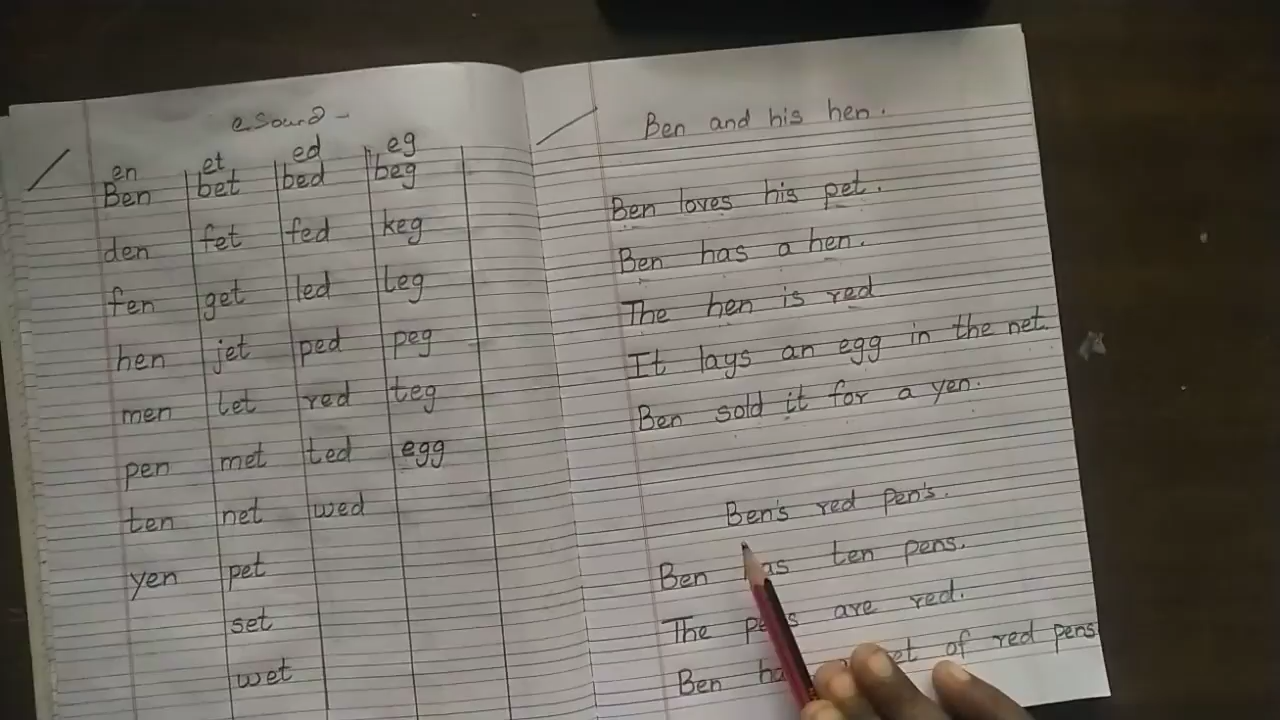 e Sound -
en et ed eg
Ben bet bed beg
den fet fed keg
fen get led leg
hen jet ped peg
men let red teg
pen met ted egg
ten net wed
yen pet
set
wet
Ben and his hen.
Ben loves his pet.
Ben has a hen.
The hen is red
It lays an egg in the net.
Ben sold it for a yen.
Ben's red pen's.
Ben has ten pens.
The pens are red.
Ben of red pens